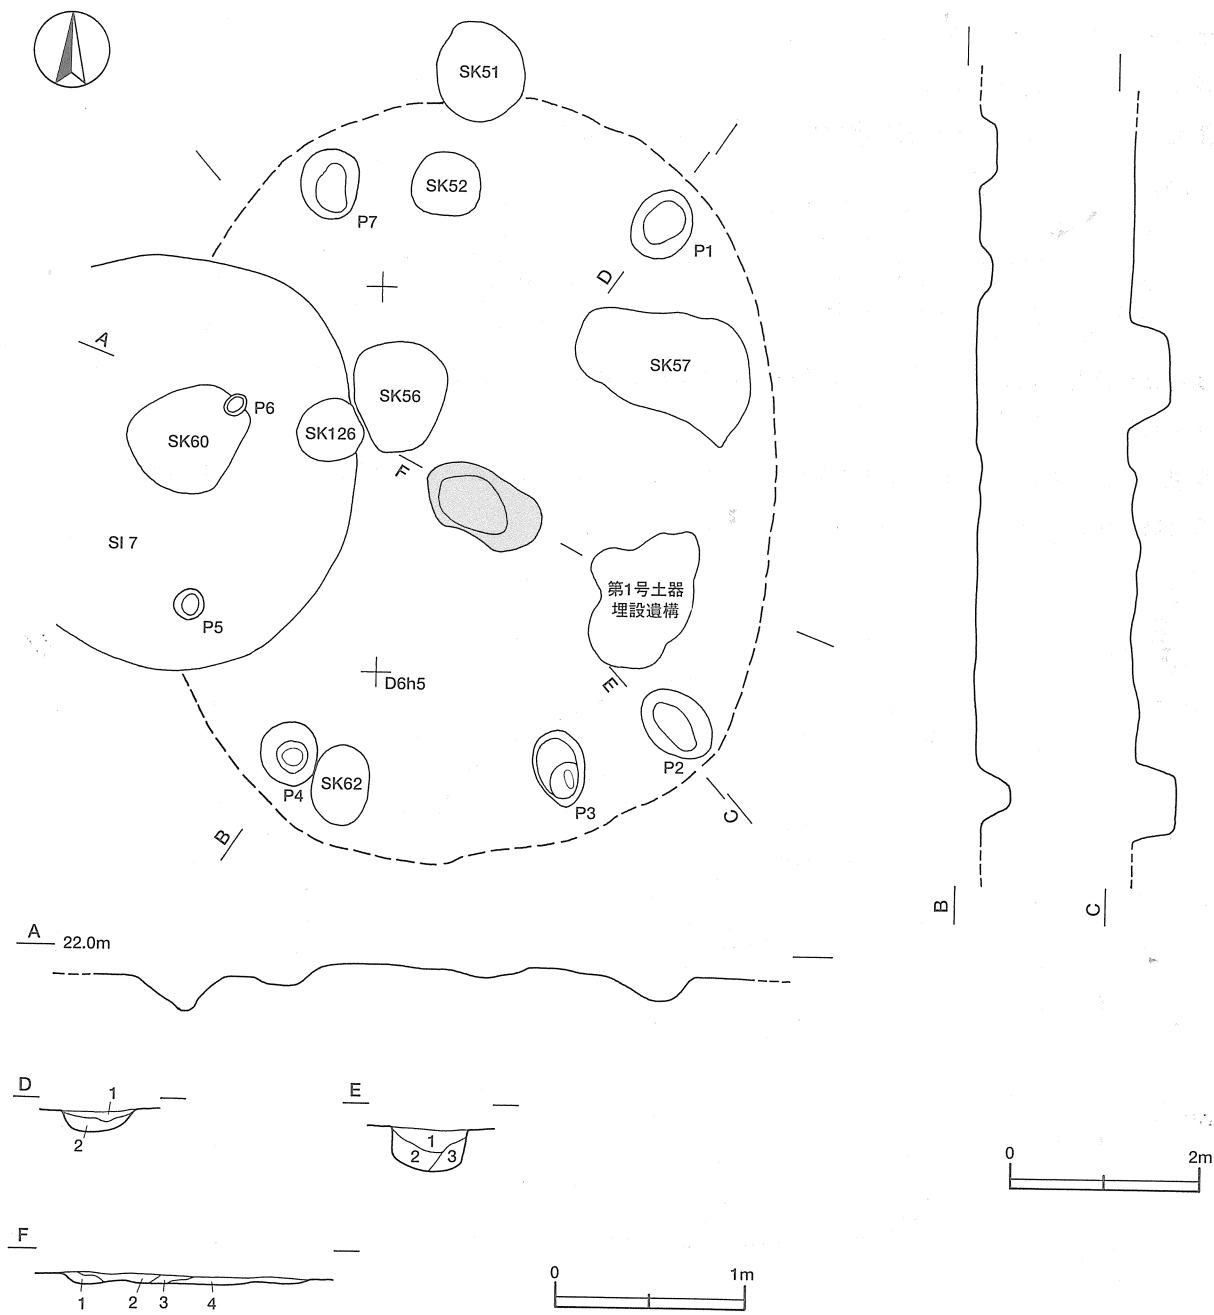 SK51
SK52
P7
P1
D
A
SK57
SK56
P6
SK126
SK60
F
SI 7
第1号土器
埋設遺構
P5
E
D6h5
P2
P4
SK62
P3
C
B
B
C
A 22.0m
D
1
2
E
1
2 3
0 2m
F
1 2 3 4
0 1m